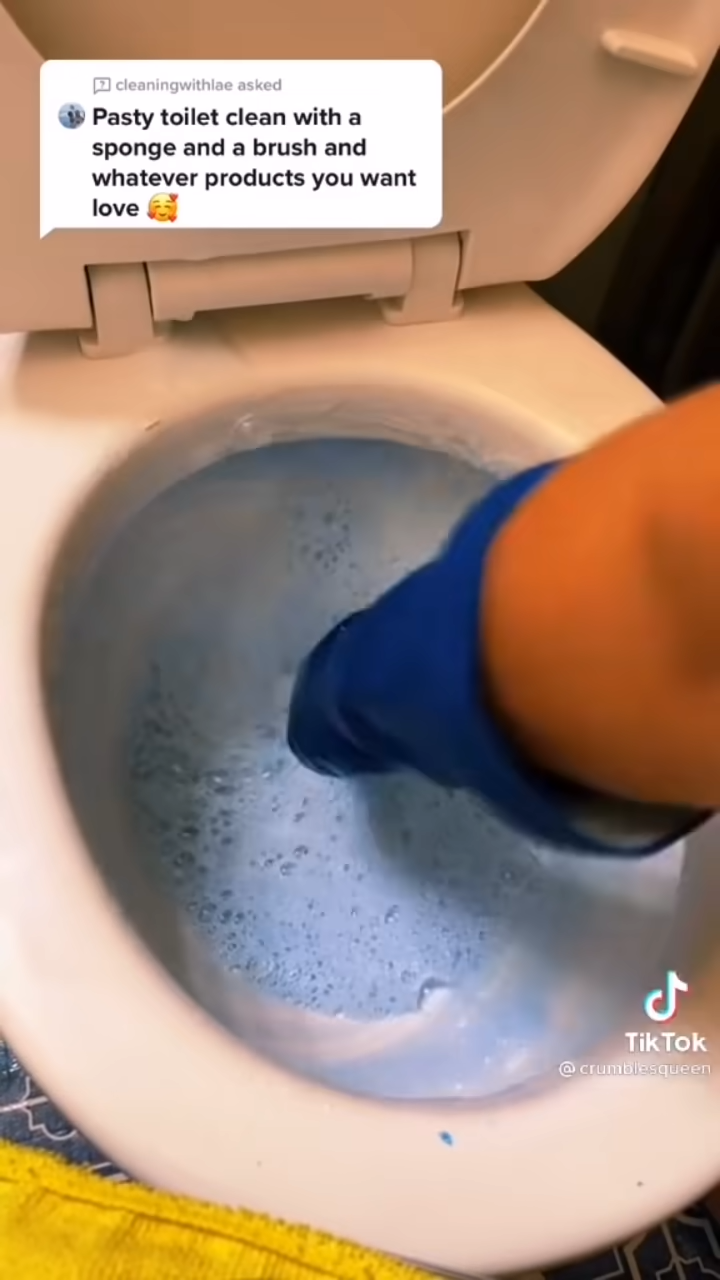 cleaningwithlae asked
Pasty toilet clean with a
sponge and a brush and
whatever products you want
love 🥰
TikTok
@crumblesqueen